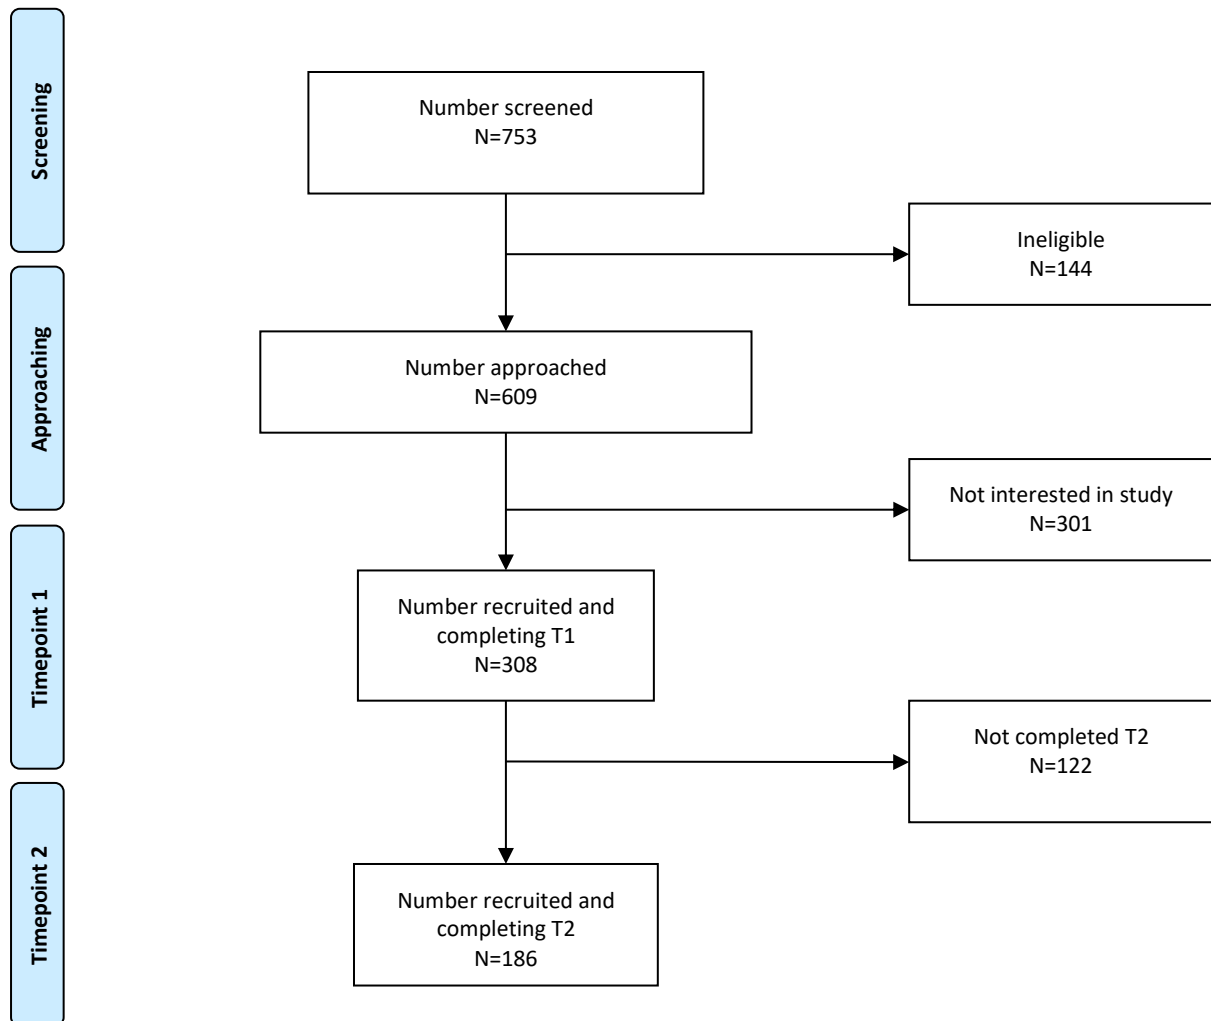 Screening
Number screened
N=753
Ineligible
N=144
Approaching
Number approached
N=609
Not interested in study
N=301
Timepoint 1
Number recruited and
completing T1
N=308
Not completed T2
N=122
Timepoint 2
Number recruited and
completing T2
N=186